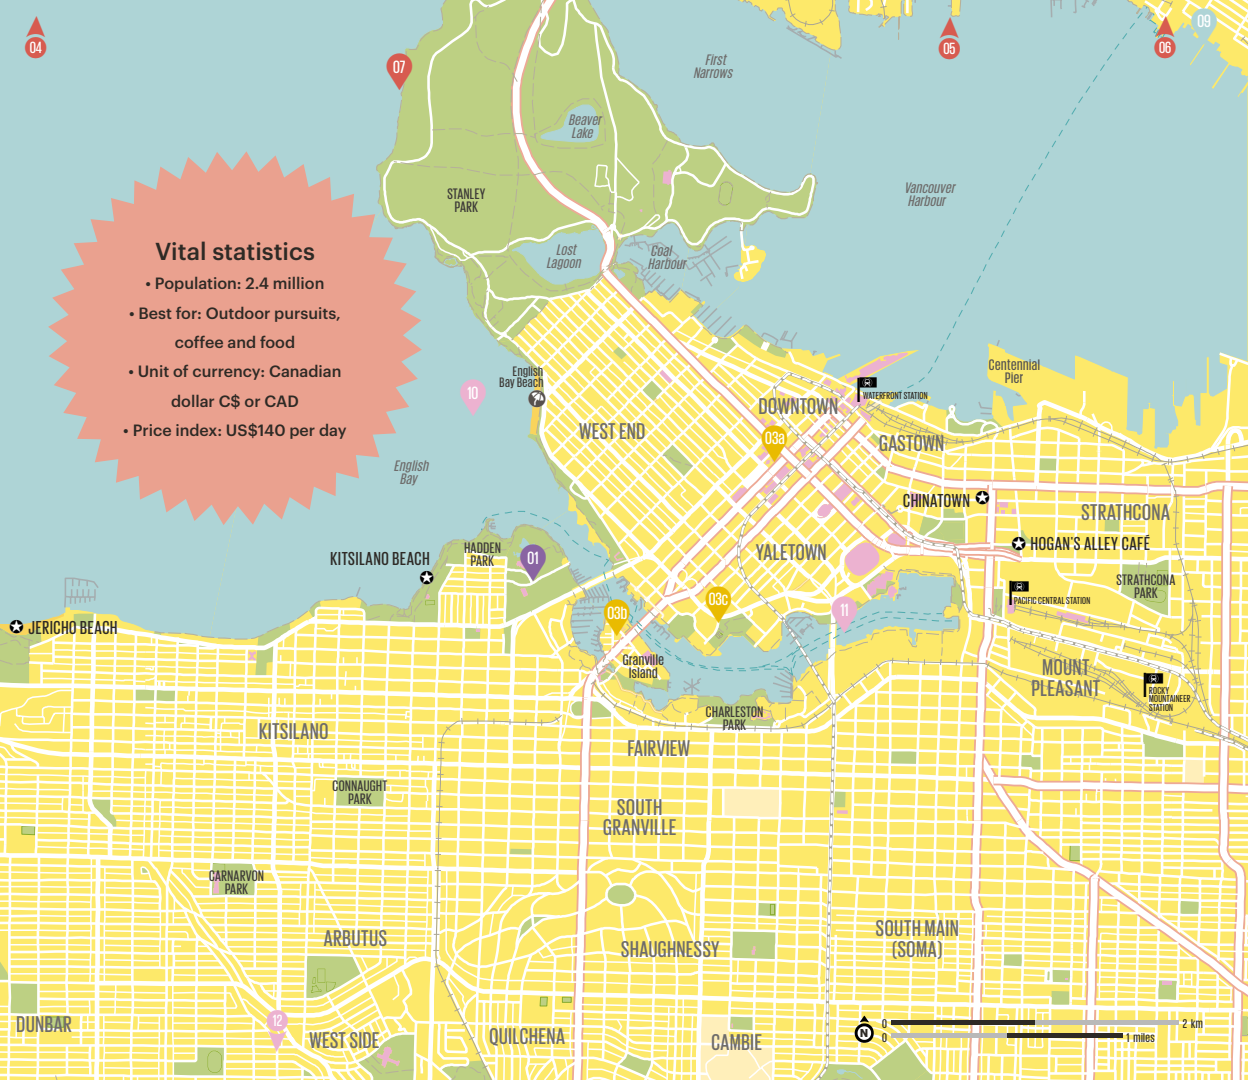 04
07
05
06
09
First
Narrows
Beaver
Lake
STANLEY
PARK
Vancouver
Harbour
Lost
Lagoon
Coal
Harbour
Vital statistics
• Population: 2.4 million
• Best for: Outdoor pursuits,
coffee and food
• Unit of currency: Canadian
dollar C$ or CAD
• Price index: US$140 per day
English
Bay Beach
10
Centennial
Pier
WATERFRONT STATION
DOWNTOWN
WEST END
03a
GASTOWN
English
Bay
CHINATOWN
STRATHCONA
HOGAN'S ALLEY CAFÉ
KITSILANO BEACH
HADDEN
PARK
01
YALETOWN
STRATHCONA
PARK
PACIFIC CENTRAL STATION
03b
03c
11
JERICHO BEACH
Granville
Island
MOUNT
PLEASANT
ROCKY
MOUNTAINEER
STATION
CHARLESTON
PARK
KITSILANO
FAIRVIEW
CONNAUGHT
PARK
SOUTH
GRANVILLE
CARNARVON
PARK
ARBUTUS
SHAUGHNESSY
SOUTH MAIN
(SOMA)
DUNBAR
12
WEST SIDE
QUILCHENA
CAMBIE
N
0
2 km
0
1 miles